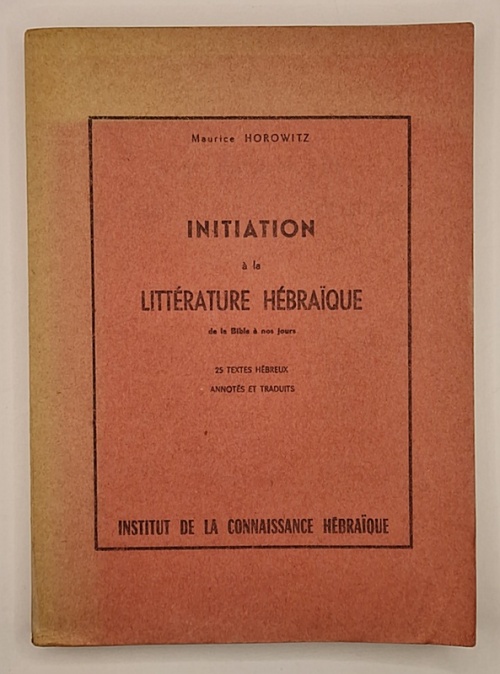 Maurice HOROWITZ
INITIATION
à la
LITTÉRATURE HÉBRAÏQUE
de la Bible à nos jours
25 TEXTES HÉBREUX
ANNOTÉS ET TRADUITS
INSTITUT DE LA CONNAISSANCE HÉBRAÏQUE